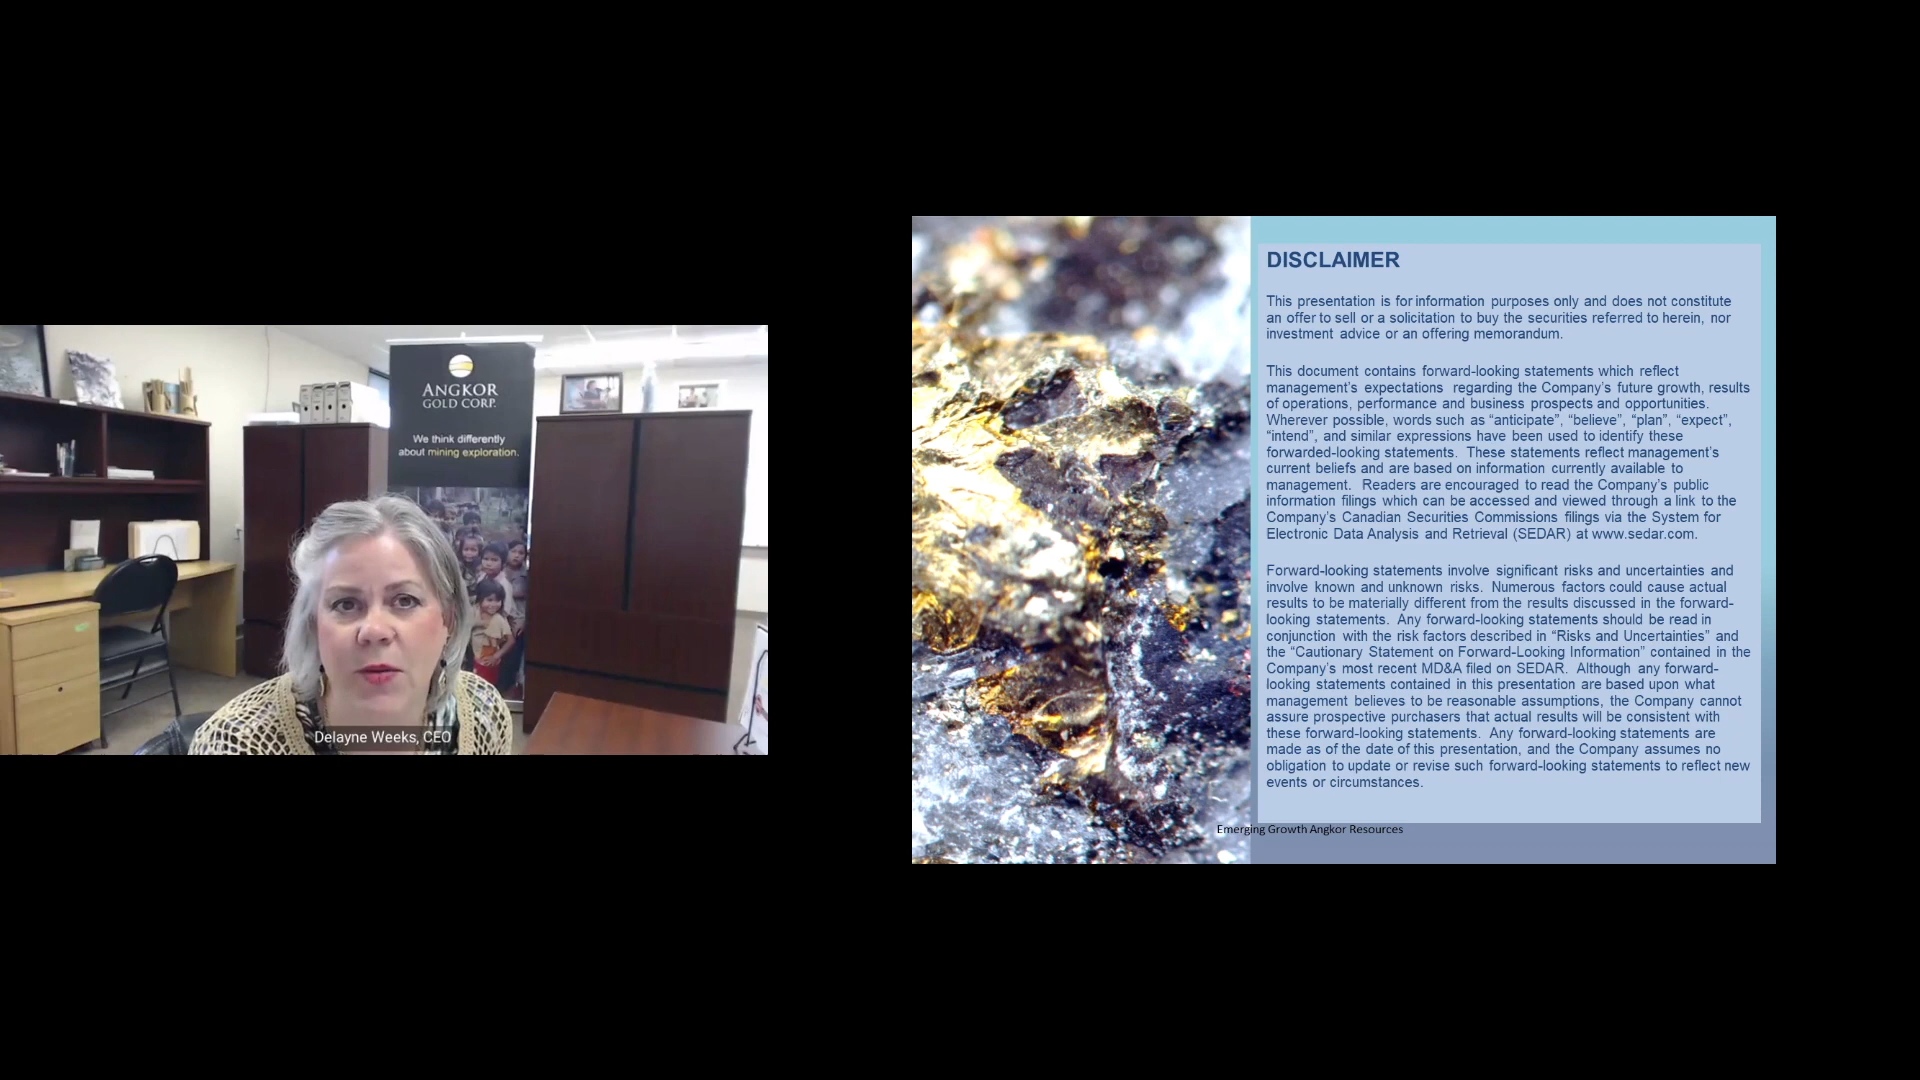 ANGKOR
GOLD CORP.
We think differently
about mining exploration.
Delayne Weeks, CEO
DISCLAIMER
This presentation is for information purposes only and does not constitute
an offer to sell or a solicitation to buy the securities referred to herein, nor
investment advice or an offering memorandum.
This document contains forward-looking statements which reflect
management’s expectations regarding the Company’s future growth, results
of operations, performance and business prospects and opportunities.
Wherever possible, words such as “anticipate”, “believe”, “plan”, “expect”,
“intend”, and similar expressions have been used to identify these
forwarded-looking statements. These statements reflect management’s
current beliefs and are based on information currently available to
management. Readers are encouraged to read the Company’s public
information filings which can be accessed and viewed through a link to the
Company’s Canadian Securities Commissions filings via the System for
Electronic Data Analysis and Retrieval (SEDAR) at www.sedar.com.
Forward-looking statements involve significant risks and uncertainties and
involve known and unknown risks. Numerous factors could cause actual
results to be materially different from the results discussed in the forward-
looking statements. Any forward-looking statements should be read in
conjunction with the risk factors described in “Risks and Uncertainties” and
the “Cautionary Statement on Forward-Looking Information” contained in the
Company’s most recent MD&A filed on SEDAR. Although any forward-
looking statements contained in this presentation are based upon what
management believes to be reasonable assumptions, the Company cannot
assure prospective purchasers that actual results will be consistent with
these forward-looking statements. Any forward-looking statements are
made as of the date of this presentation, and the Company assumes no
obligation to update or revise such forward-looking statements to reflect new
events or circumstances.
Emerging Growth Angkor Resources